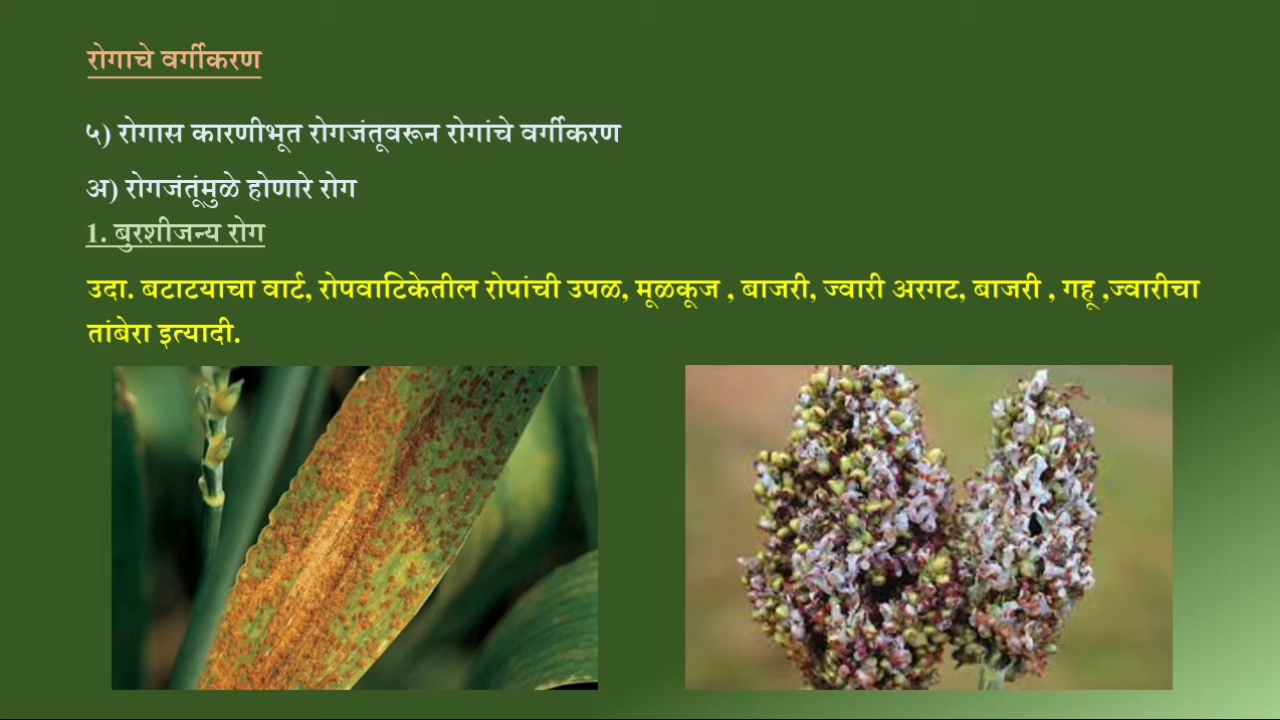 रोगाचे वर्गीकरण
५) रोगास कारणीभूत रोगजंतूवरून रोगांचे वर्गीकरण
अ) रोगजंतूंमुळे होणारे रोग
1. बुरशीजन्य रोग
उदा. बटाटयाचा वार्ट, रोपवाटिकेतील रोपांची उपळ, मूळकूज , बाजरी, ज्वारी अरगट, बाजरी , गहू ,ज्वारीचा
तांबेरा इत्यादी.